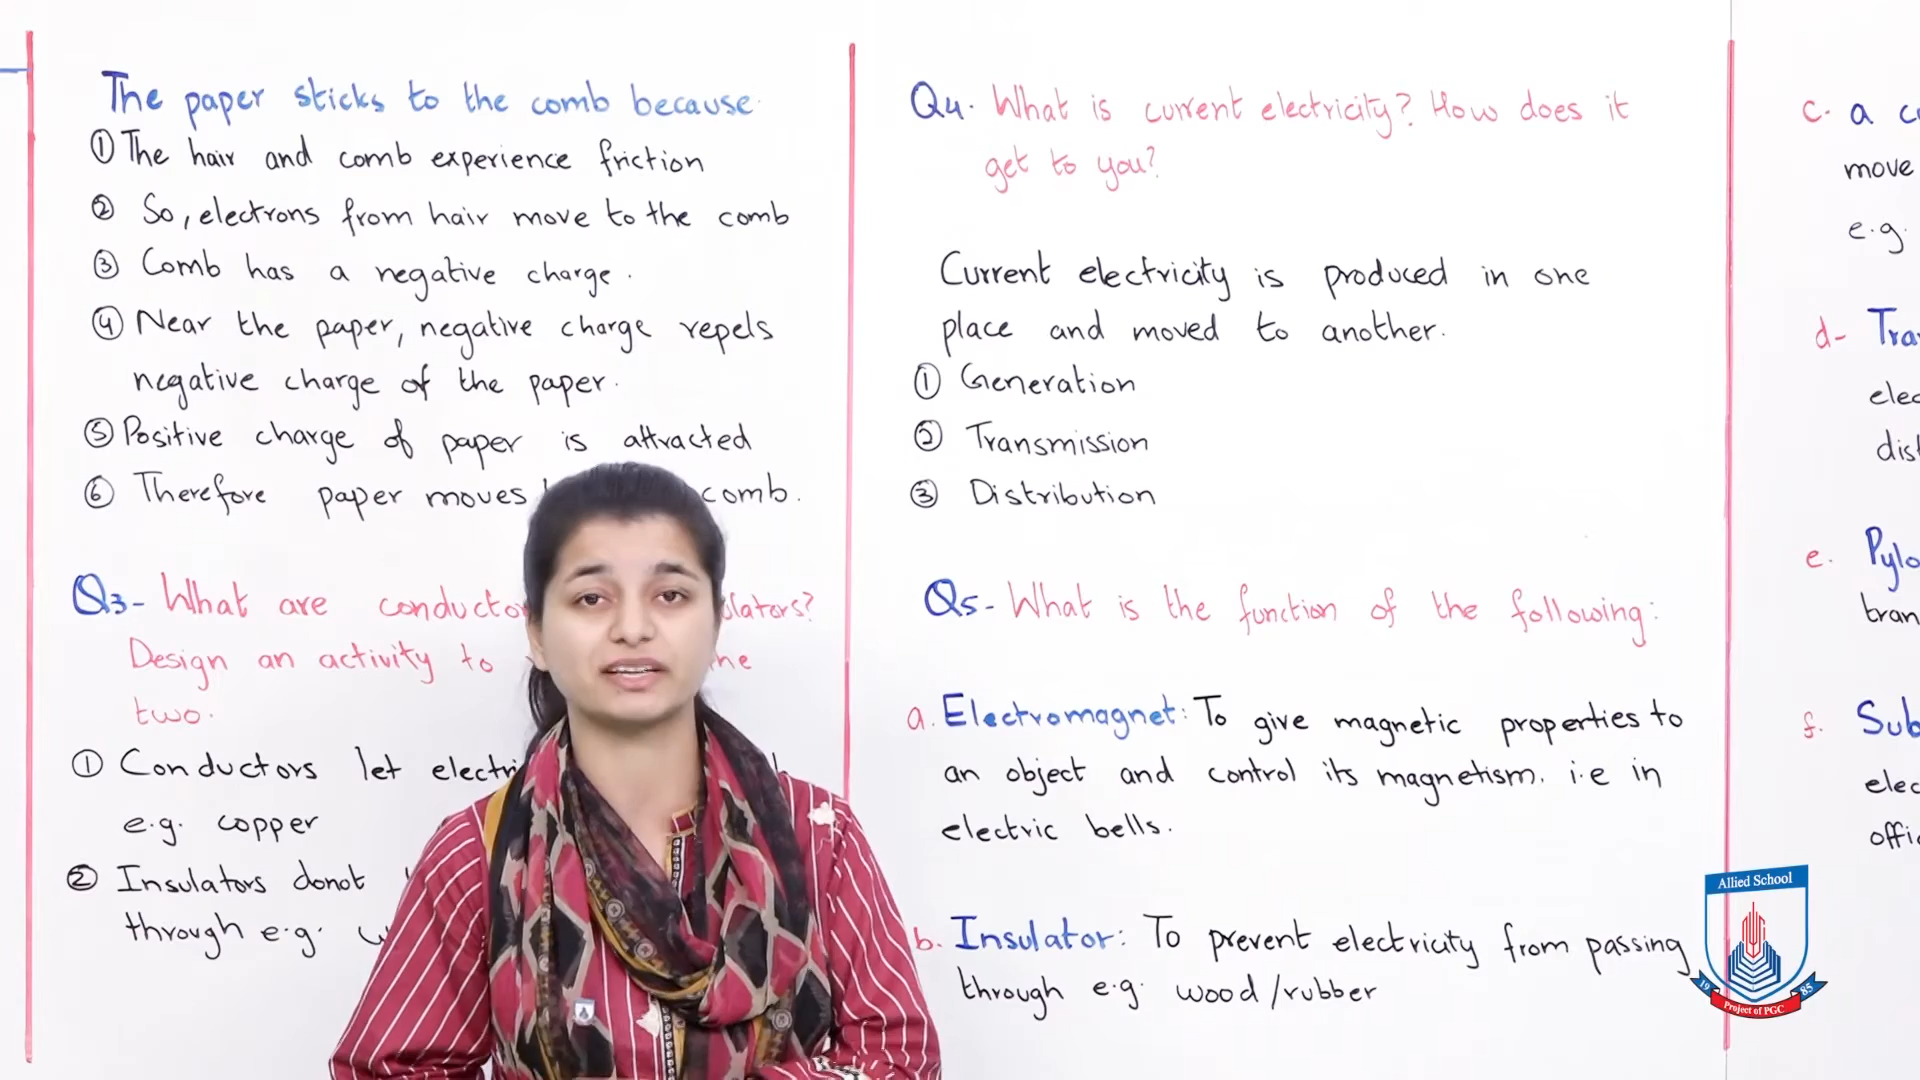 The paper sticks to the comb because
① The hair and comb experience friction
② So, electrons from hair move to the comb
③ Comb has a negative charge.
④ Near the paper, negative charge repels
negative charge of the paper.
⑤ Positive charge of paper is attracted
⑥ Therefore paper moves comb.
Q3- What are
Design an activity to
two.
① Conductors let
e.g. copper
② Insulators donot
through e.g.
Q4. What is current electricity? How does it
get to you?
Current electricity is produced in one
place and moved to another.
① Generation
② Transmission
③ Distribution
Q5- What is the function of the following:
a. Electromagnet: To give magnetic properties to
an object and control its magnetism. i.e in
electric bells.
b. Insulator: To prevent electricity from passing
through e.g. wood/rubber
c. a
move
e.g.
d-
e.
f.
Allied School
19 85
Project of PGC